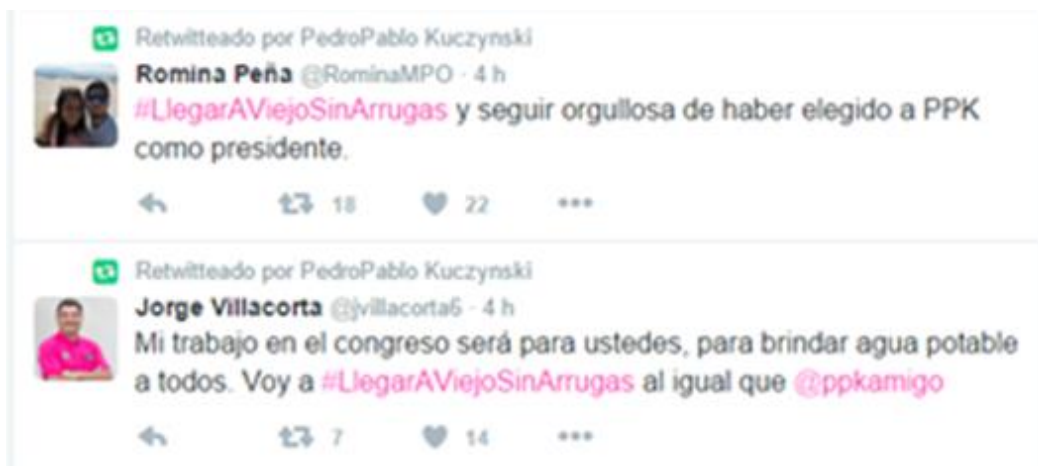 Retwitteado por PedroPablo Kuczynski
Romina Peña @RominaMPO · 4 h
#LlegarAViejoSinArrugas y seguir orgullosa de haber elegido a PPK
como presidente.
18 22
Retwitteado por PedroPablo Kuczynski
Jorge Villacorta @jvillacorta6 · 4 h
Mi trabajo en el congreso será para ustedes, para brindar agua potable
a todos. Voy a #LlegarAViejoSinArrugas al igual que @ppkamigo
7 14